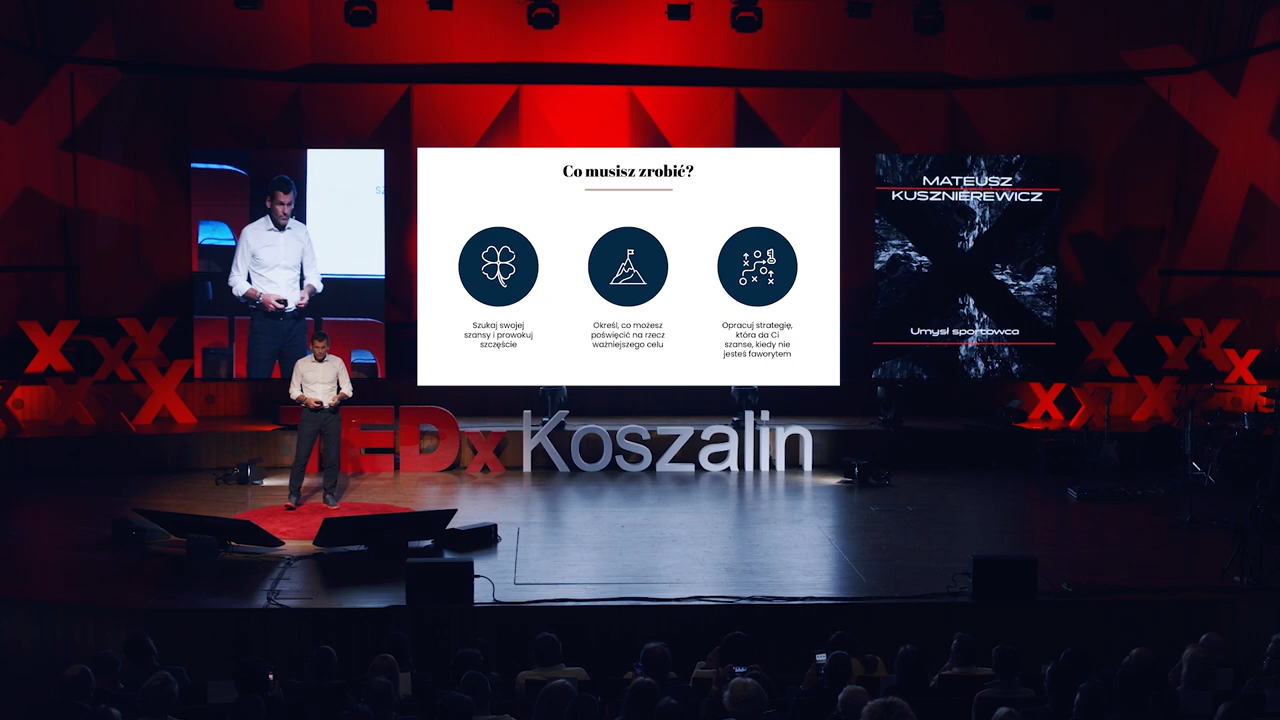 Co musisz zrobić?
Szukaj swojej
szansy i prowokuj
szczęście
Określ, co możesz
poświęcić na rzecz
ważniejszego celu
Opracuj strategię,
która da Ci
szanse, kiedy nie
jesteś faworytem
MATEUSZ
KUSZNIEREWICZ
Umysł sportowca
TEDx Koszalin